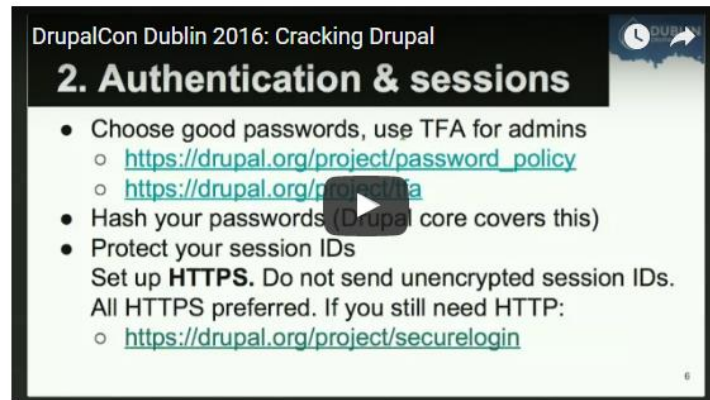 DrupalCon Dublin 2016: Cracking Drupal
DUBLIN
2. Authentication & sessions
● Choose good passwords, use TFA for admins
○ https://drupal.org/project/password_policy
○ https://drupal.org/project/tfa
● Hash your passwords (Drupal core covers this)
● Protect your session IDs
Set up HTTPS. Do not send unencrypted session IDs.
All HTTPS preferred. If you still need HTTP:
○ https://drupal.org/project/securelogin
6